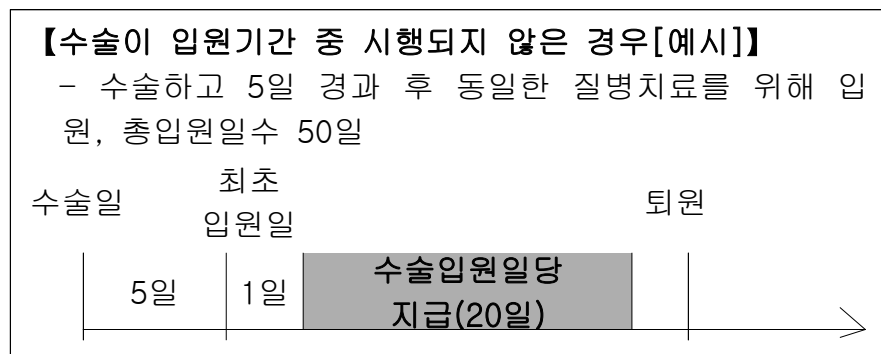 【수술이 입원기간 중 시행되지 않은 경우[예시]】
- 수술하고 5일 경과 후 동일한 질병치료를 위해 입
원, 총입원일수 50일
수술일
최초
입원일
퇴원
5일
1일
수술입원일당
지급(20일)